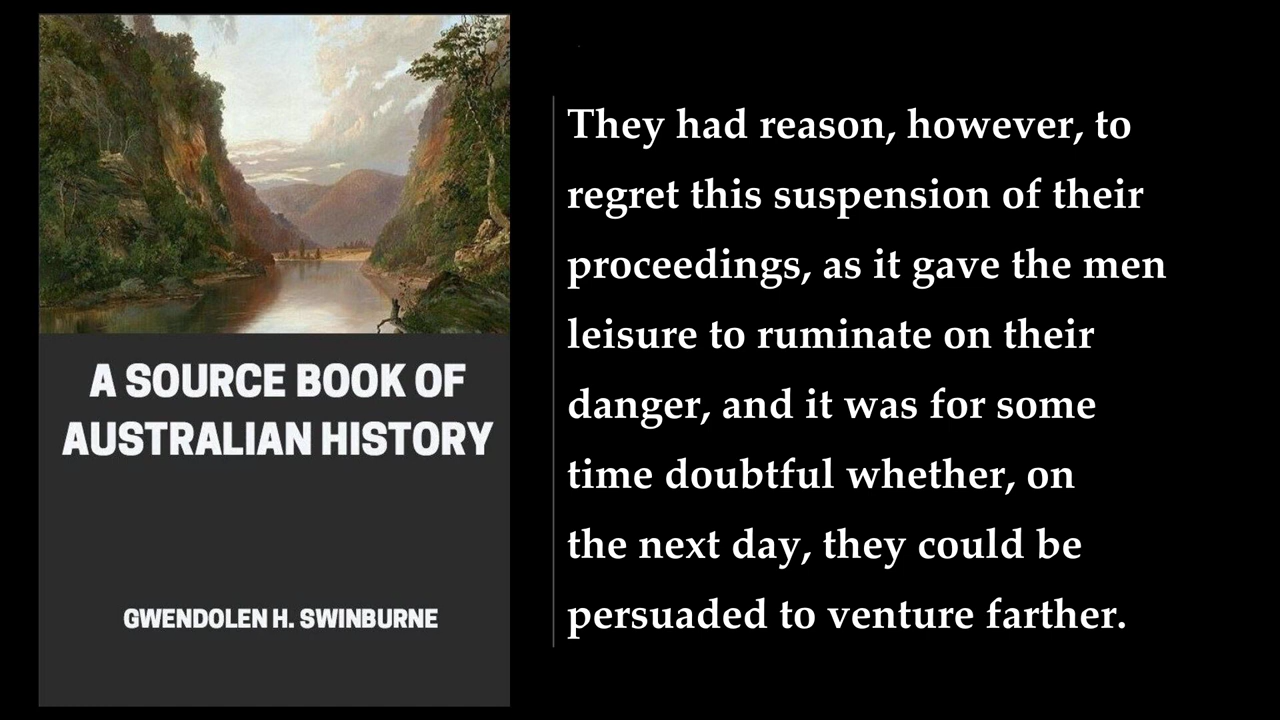 A SOURCE BOOK OF
AUSTRALIAN HISTORY
GWENDOLEN H. SWINBURNE
They had reason, however, to
regret this suspension of their
proceedings, as it gave the men
leisure to ruminate on their
danger, and it was for some
time doubtful whether, on
the next day, they could be
persuaded to venture farther.